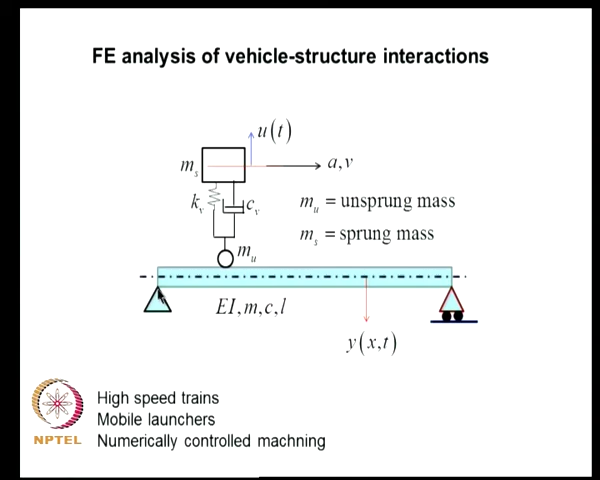 FE analysis of vehicle-structure interactions
u(t)
m_s
a,v
k_v
c_v
m_u = unsprung mass
m_s = sprung mass
m_u
EI,m,c,l
y(x,t)
High speed trains
Mobile launchers
Numerically controlled machning
NPTEL